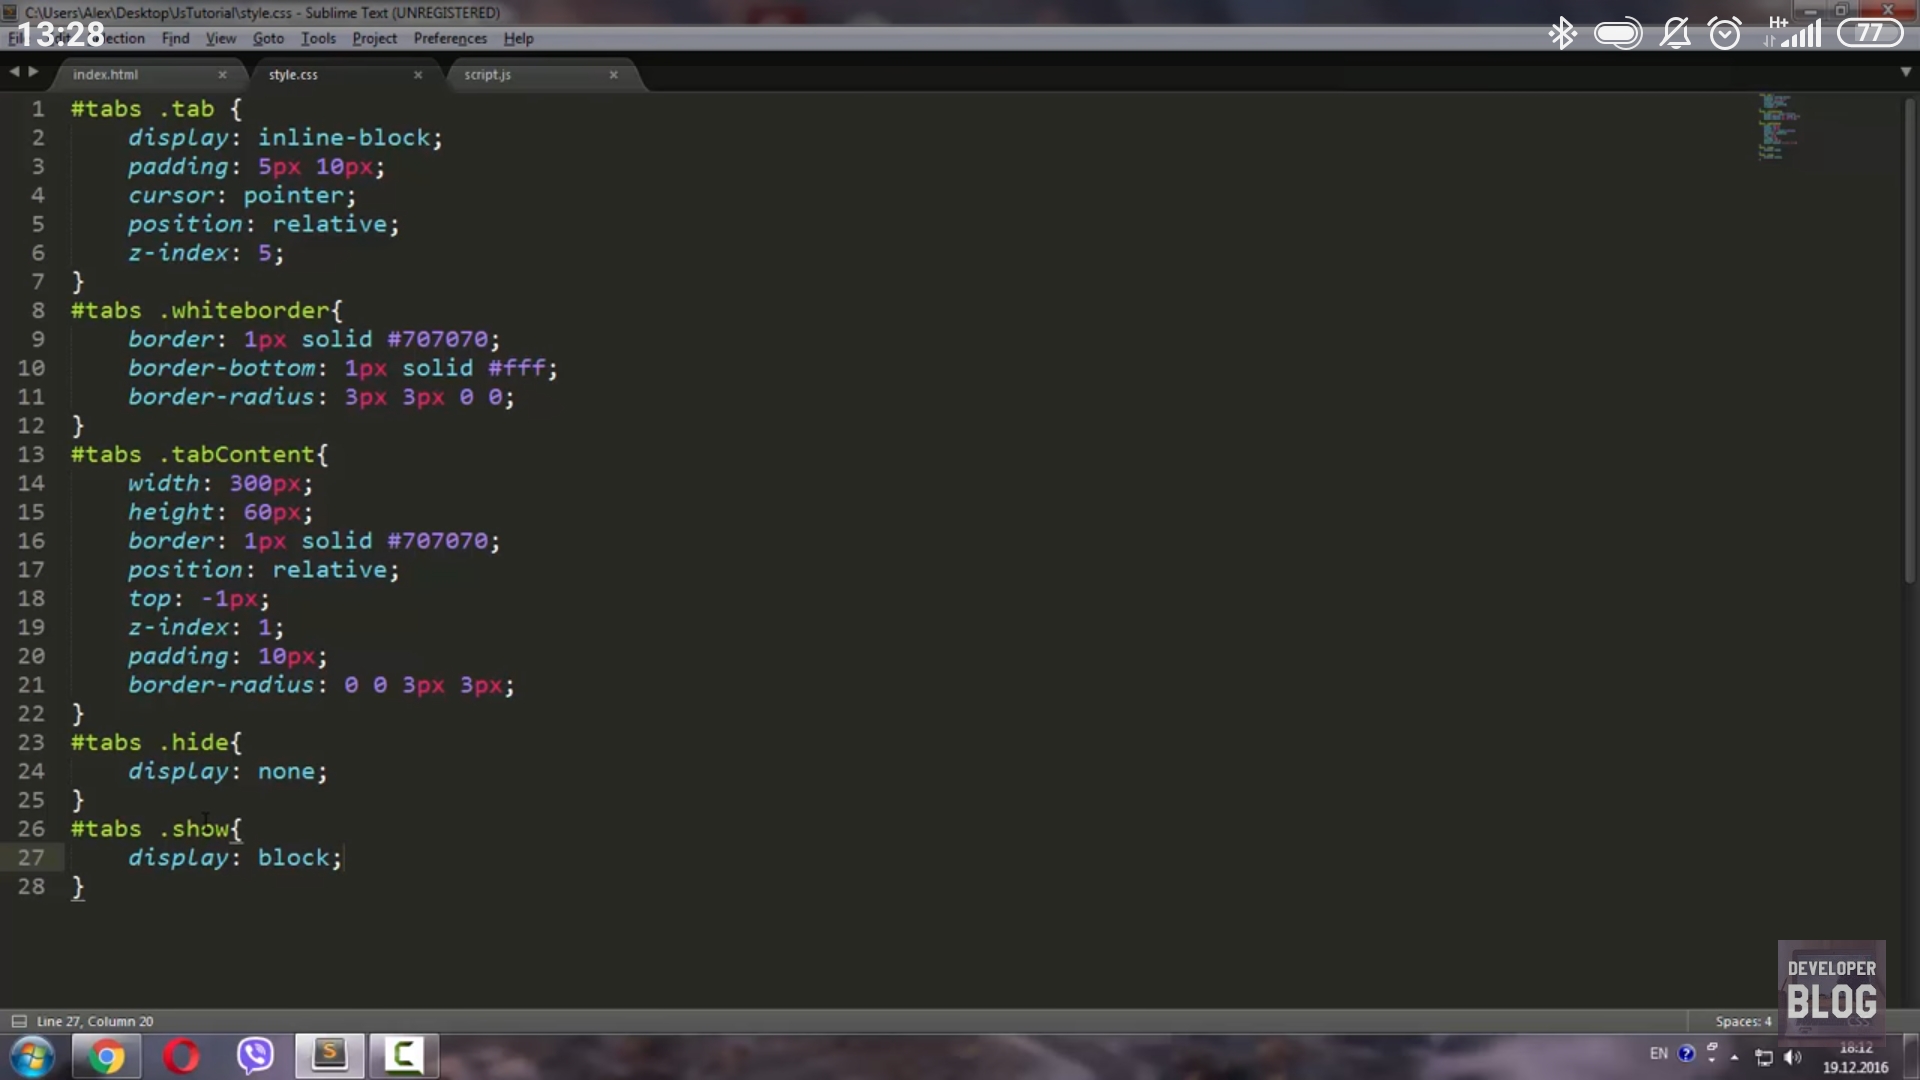 C:\Users\Alex\Desktop\JsTutorial\style.css - Sublime Text (UNREGISTERED)
13:28
77
Find View Goto Tools Project Preferences Help
index.html × style.css × script.js ×
1 #tabs .tab {
2 display: inline-block;
3 padding: 5px 10px;
4 cursor: pointer;
5 position: relative;
6 z-index: 5;
7 }
8 #tabs .whiteborder{
9 border: 1px solid #707070;
10 border-bottom: 1px solid #fff;
11 border-radius: 3px 3px 0 0;
12 }
13 #tabs .tabContent{
14 width: 300px;
15 height: 60px;
16 border: 1px solid #707070;
17 position: relative;
18 top: -1px;
19 z-index: 1;
20 padding: 10px;
21 border-radius: 0 0 3px 3px;
22 }
23 #tabs .hide{
24 display: none;
25 }
26 #tabs .show{
27 display: block;
28 }
DEVELOPER
BLOG
Line 27, Column 20
Spaces: 4
EN
18:12
19.12.2016